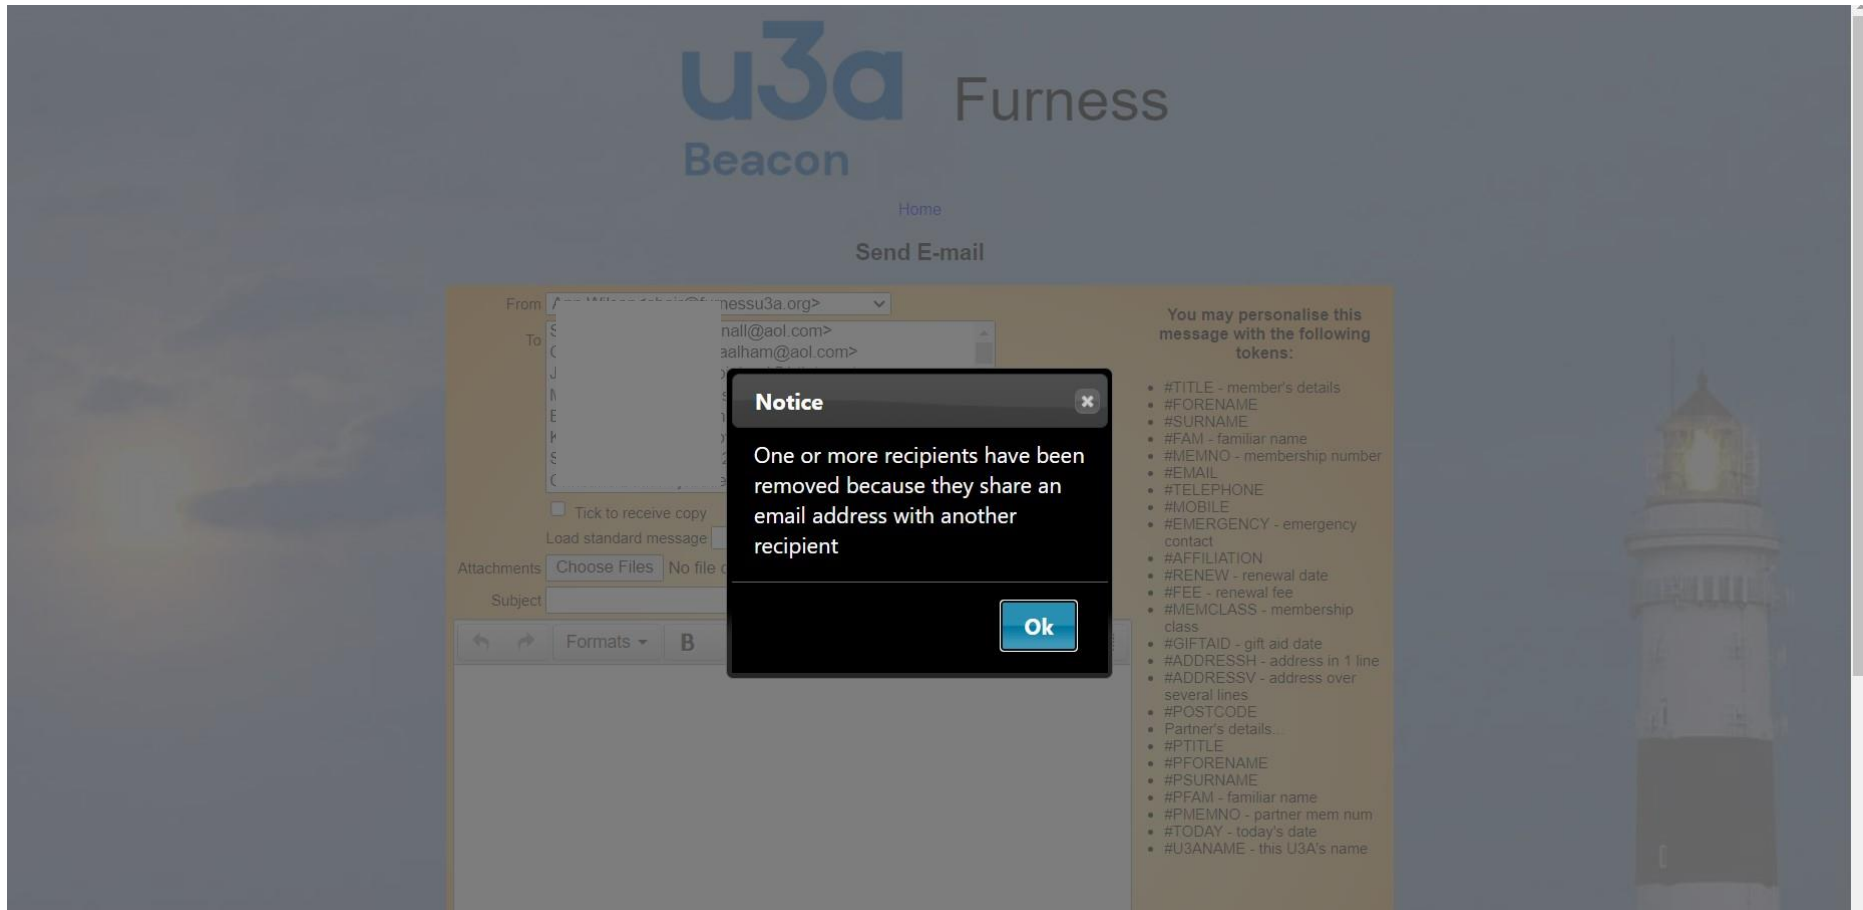 u3a
Furness
Beacon
Home
Send E-mail
From
nessu3a.org>
To
nall@aol.com>
aalham@aol.com>
Notice
One or more recipients have been
removed because they share an
email address with another
recipient
Ok
Tick to receive copy
Load standard message
Attachments Choose Files No file
Subject
Formats
B
You may personalise this
message with the following
tokens:
• #TITLE - member's details
• #FORENAME
• #SURNAME
• #FAM - familiar name
• #MEMNO - membership number
• #EMAIL
• #TELEPHONE
• #MOBILE
• #EMERGENCY - emergency
contact
• #AFFILIATION
• #RENEW - renewal date
• #FEE - renewal fee
• #MEMCLASS - membership
class
• #GIFTAID - gift aid date
• #ADDRESSH - address in 1 line
• #ADDRESSV - address over
several lines
• #POSTCODE
• Partner's details...
• #PTITLE
• #PFORENAME
• #PSURNAME
• #PFAM - familiar name
• #PMEMNO - partner mem num
• #TODAY - today's date
• #U3ANAME - this U3A's name